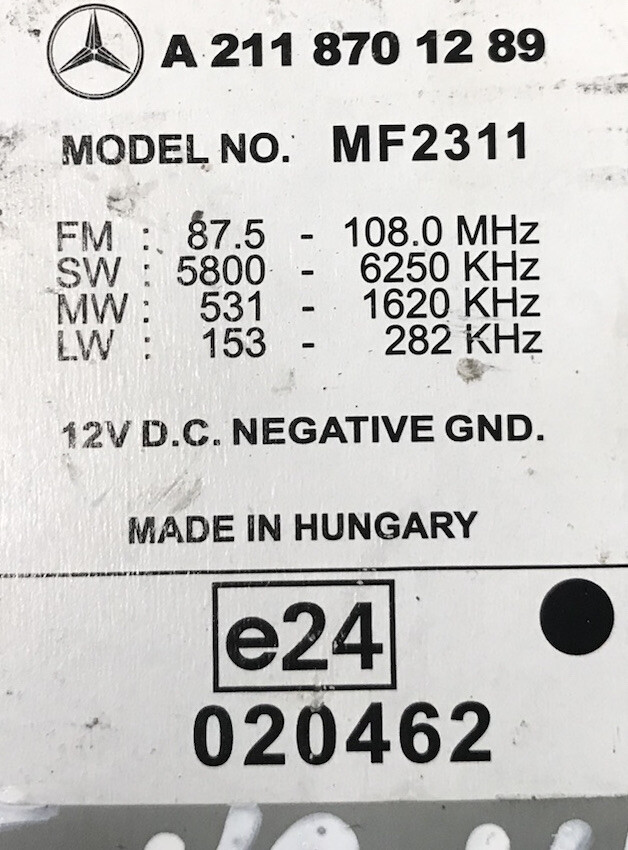 A 211 870 12 89
MODEL NO. MF2311
FM : 87.5 - 108.0 MHz
SW : 5800 - 6250 KHz
MW : 531 - 1620 KHz
LW : 153 - 282 KHz
12V D.C. NEGATIVE GND.
MADE IN HUNGARY
e24
020462